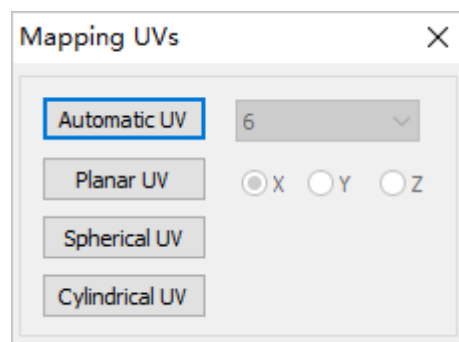 Mapping UVs
Automatic UV 6
Planar UV X Y Z
Spherical UV
Cylindrical UV